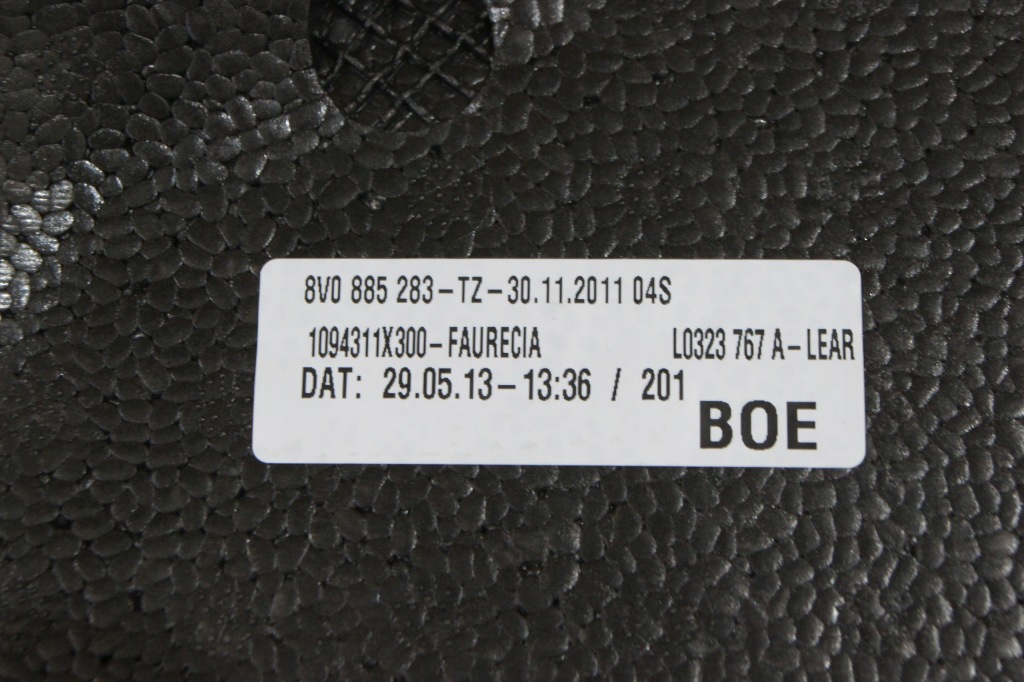 8V0 885 283-TZ-30.11.2011 04S
1094311X300-FAURECIA L0323 767 A-LEAR
DAT: 29.05.13-13:36 / 201
BOE